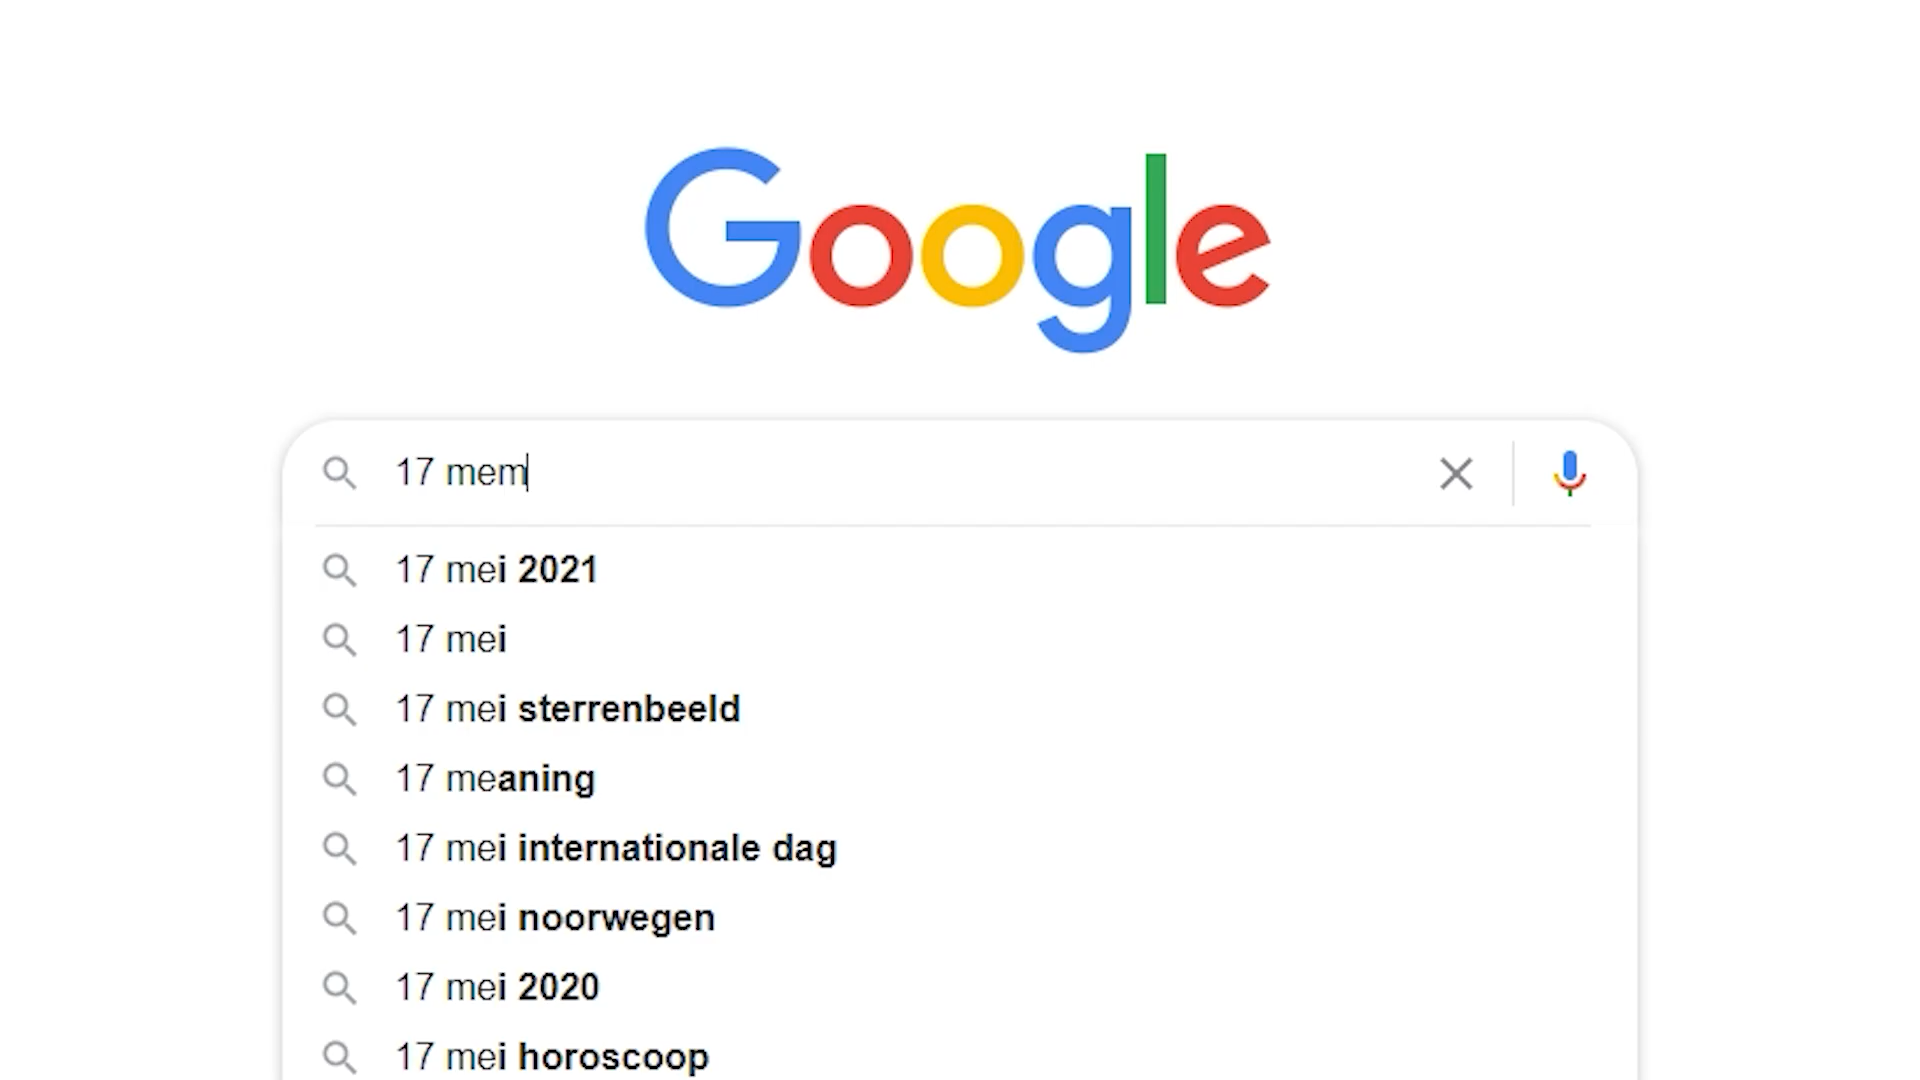 Google
17 mem
17 mei 2021
17 mei
17 mei sterrenbeeld
17 meaning
17 mei internationale dag
17 mei noorwegen
17 mei 2020
17 mei horoscoop